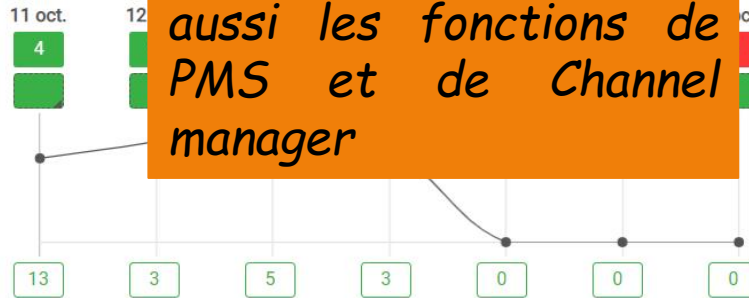 11 oct.
4
aussi les fonctions de
PMS et de Channel
manager
13 3 5 3 0 0 0